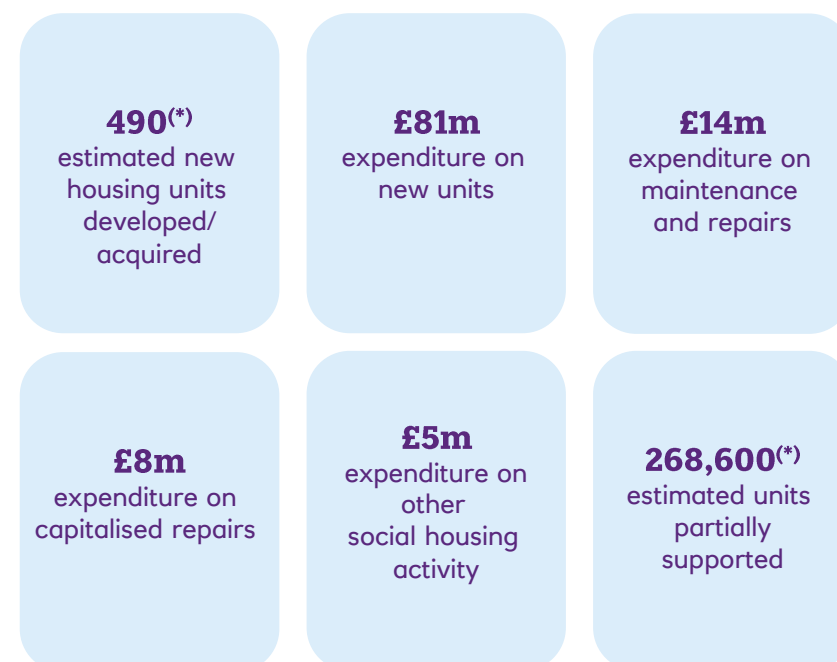 490(*)
estimated new
housing units
developed/
acquired
£81m
expenditure on
new units
£14m
expenditure on
maintenance
and repairs
£8m
expenditure on
capitalised repairs
£5m
expenditure on
other
social housing
activity
268,600(*)
estimated units
partially
supported